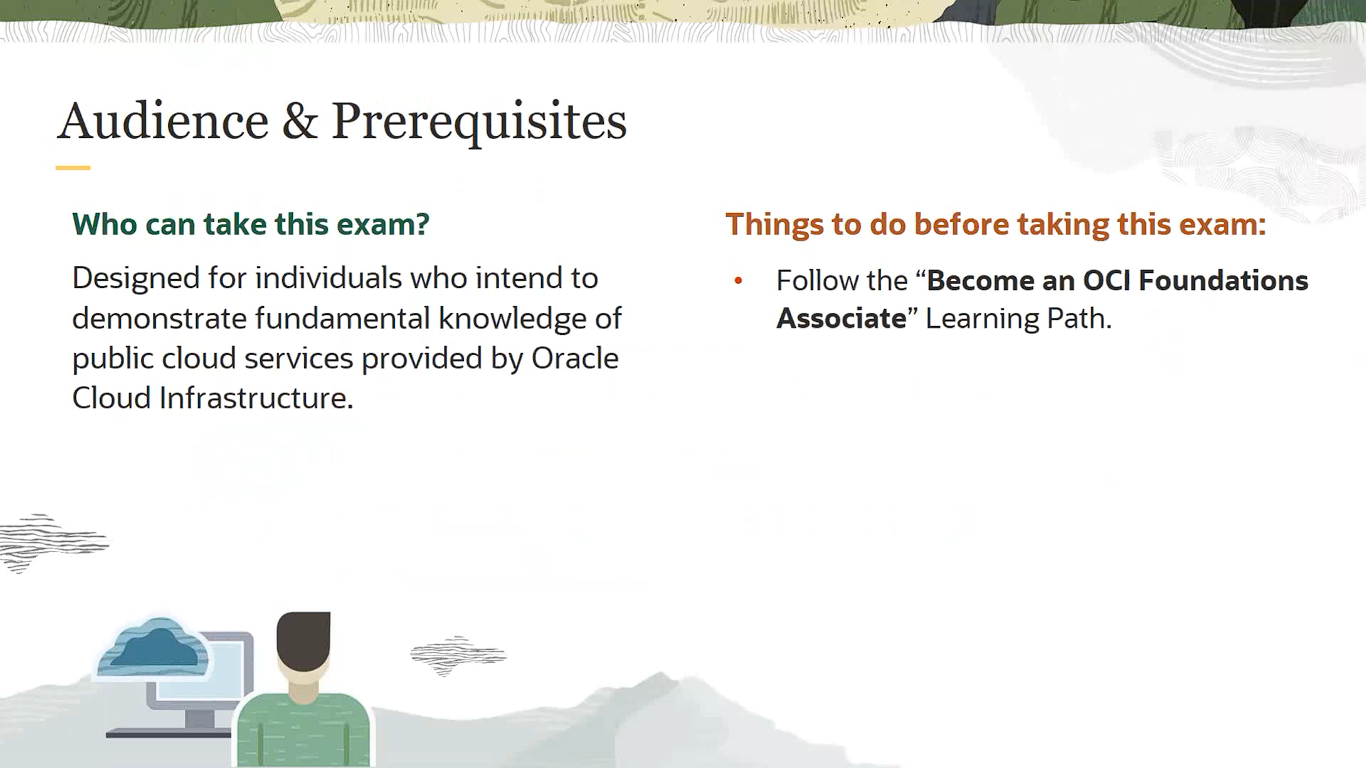 Audience & Prerequisites
Who can take this exam?
Designed for individuals who intend to
demonstrate fundamental knowledge of
public cloud services provided by Oracle
Cloud Infrastructure.
Things to do before taking this exam:
• Follow the “Become an OCI Foundations
Associate” Learning Path.